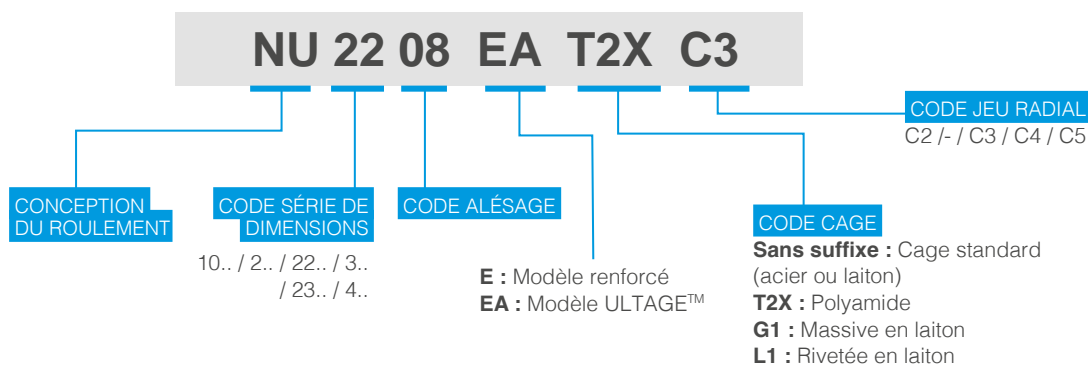 NU 22 08 EA T2X C3
CODE JEU RADIAL
C2 /- / C3 / C4 / C5
CONCEPTION
DU ROULEMENT
CODE SÉRIE DE
DIMENSIONS
10.. / 2.. / 22.. / 3..
/ 23.. / 4..
CODE ALÉSAGE
E : Modèle renforcé
EA : Modèle ULTAGE™
CODE CAGE
Sans suffixe : Cage standard
(acier ou laiton)
T2X : Polyamide
G1 : Massive en laiton
L1 : Rivetée en laiton